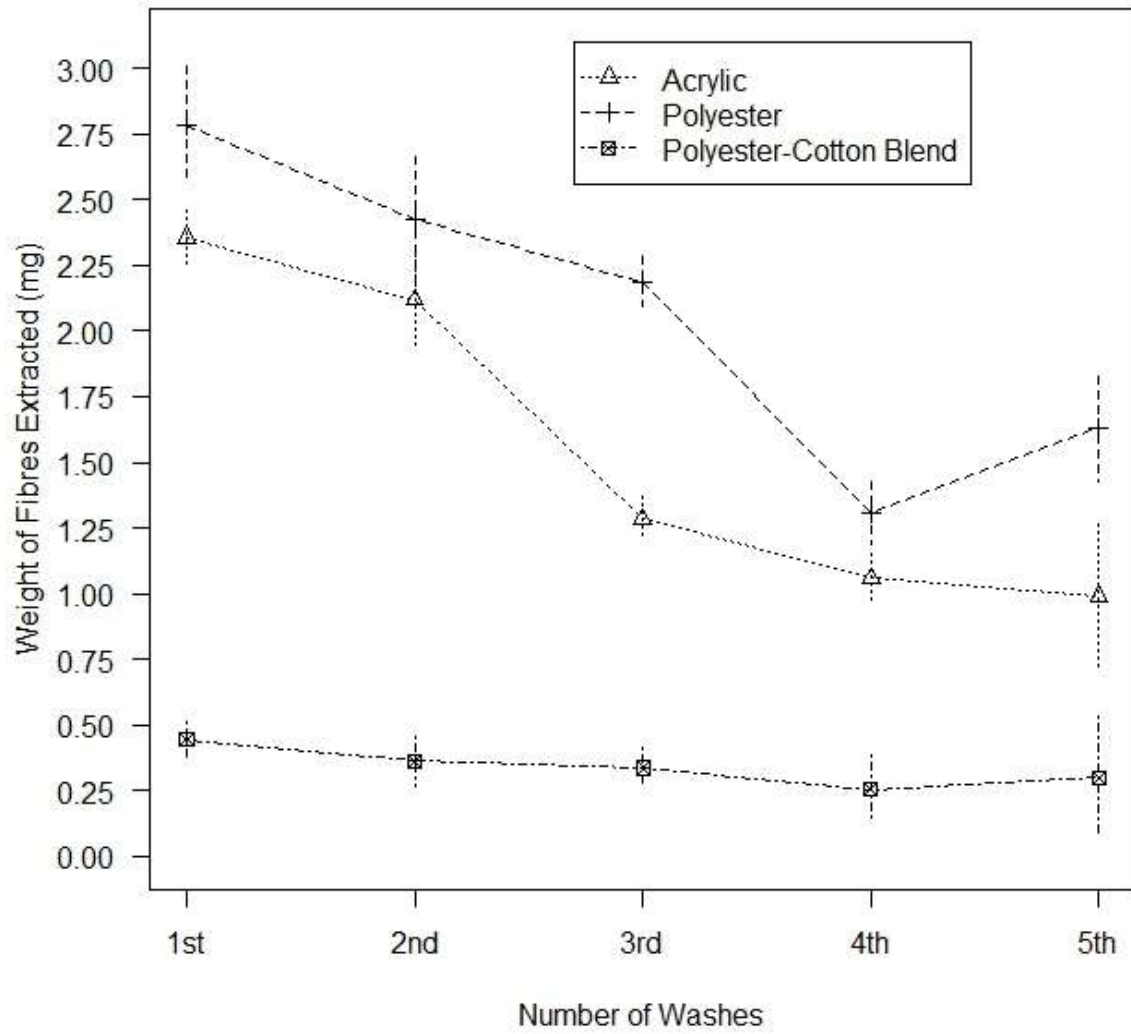 Acrylic
Polyester
Polyester-Cotton Blend
Weight of Fibres Extracted (mg)
3.00
2.75
2.50
2.25
2.00
1.75
1.50
1.25
1.00
0.75
0.50
0.25
0.00
1st 2nd 3rd 4th 5th
Number of Washes